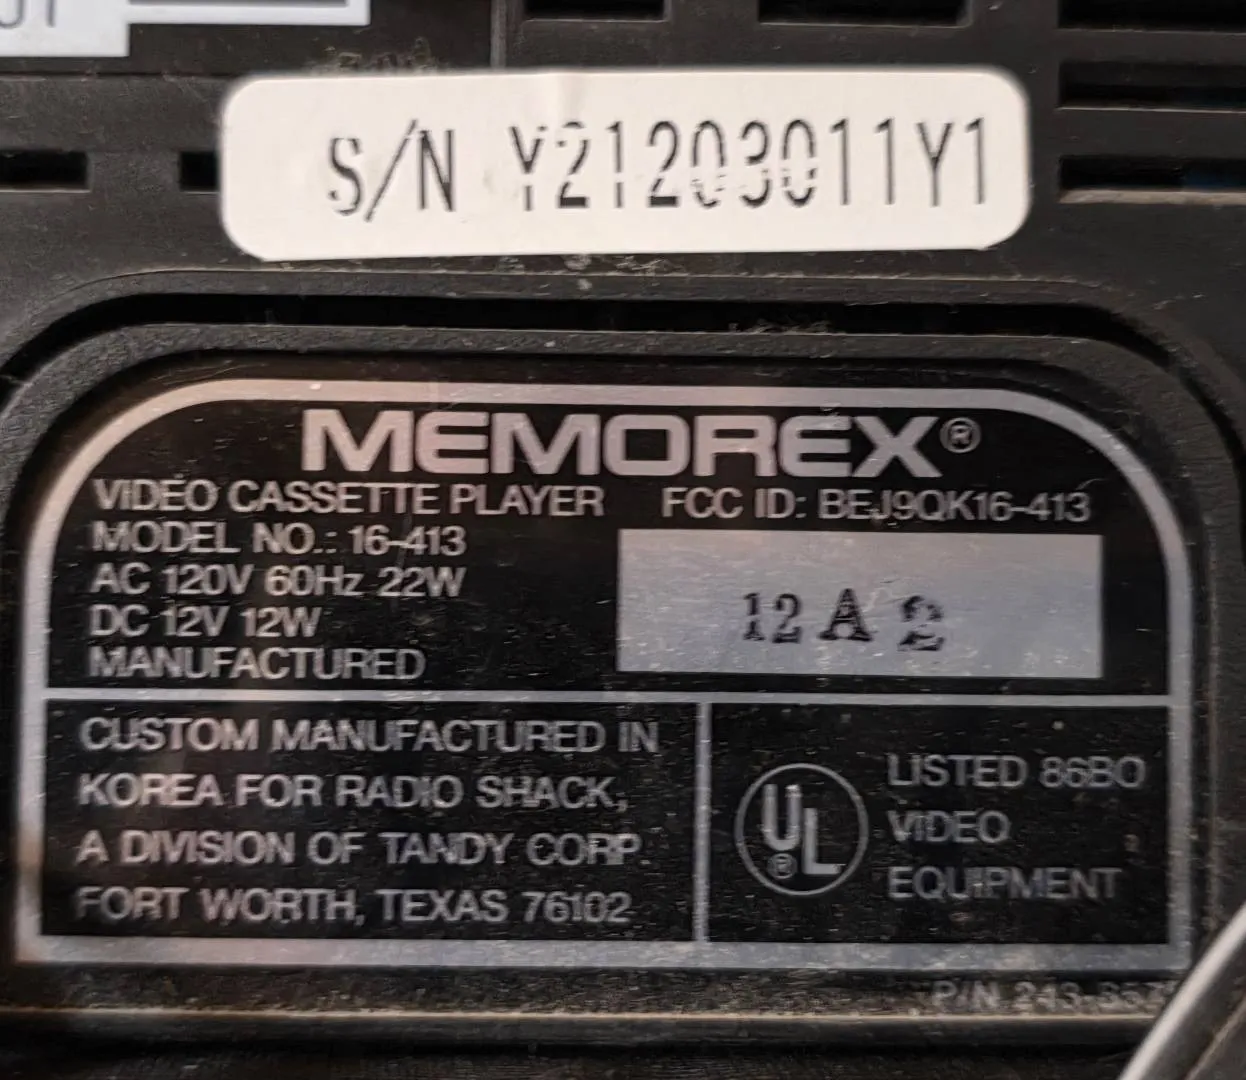 S/N Y21203011Y1
MEMOREX®
VIDEO CASSETTE PLAYER FCC ID: BEJ9QK16-413
MODEL NO.: 16-413
AC 120V 60Hz 22W
DC 12V 12W
MANUFACTURED
12 A 2
CUSTOM MANUFACTURED IN
KOREA FOR RADIO SHACK,
A DIVISION OF TANDY CORP.
FORT WORTH, TEXAS 76102
UL®
LISTED 86B0
VIDEO
EQUIPMENT
P/N